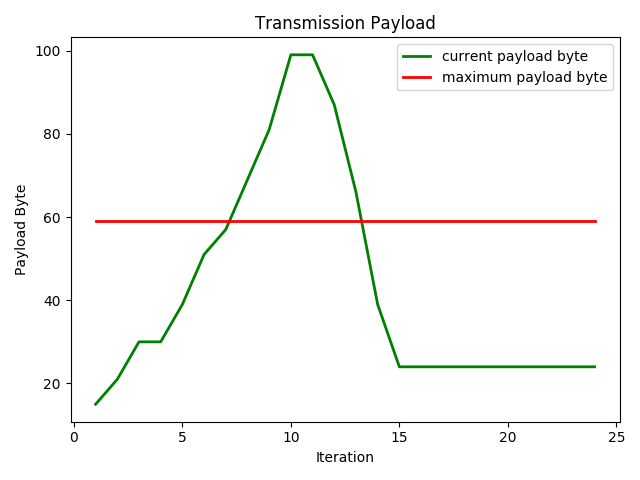 Transmission Payload
current payload byte
maximum payload byte
Payload Byte
100
80
60
40
20
0 5 10 15 20 25
Iteration